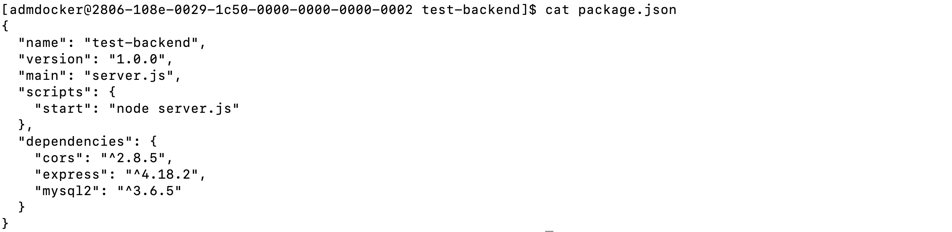 [admdocker@2806-108e-0029-1c50-0000-0000-0000-0002 test-backend]$ cat package.json
{
  "name": "test-backend",
  "version": "1.0.0",
  "main": "server.js",
  "scripts": {
    "start": "node server.js"
  },
  "dependencies": {
    "cors": "^2.8.5",
    "express": "^4.18.2",
    "mysql2": "^3.6.5"
  }
}